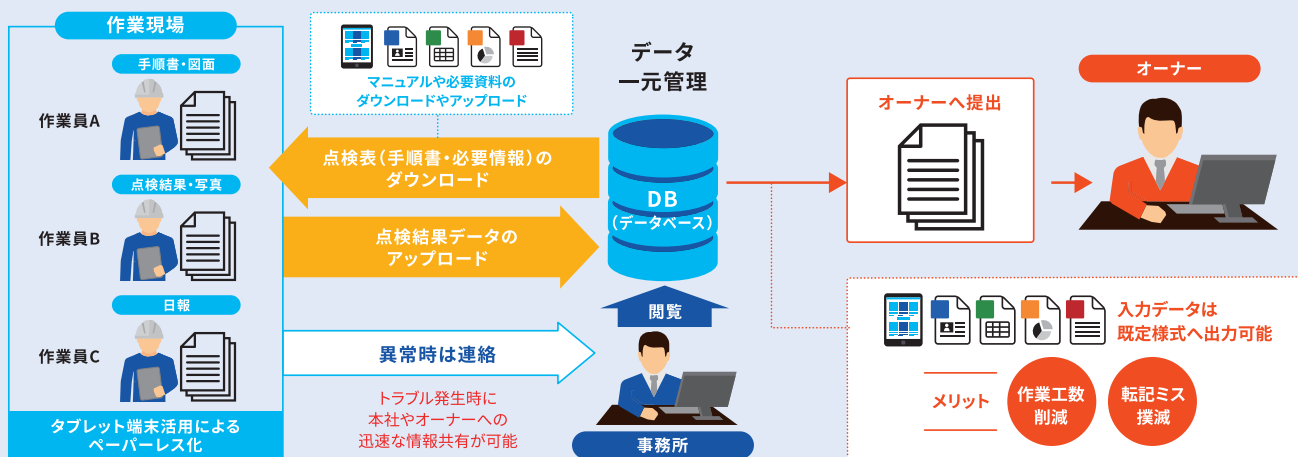 作業現場
手順書・図面
作業員A
点検結果・写真
作業員B
日報
作業員C
タブレット端末活用による
ペーパーレス化
マニュアルや必要資料の
ダウンロードやアップロード
点検表（手順書・必要情報）の
ダウンロード
点検結果データの
アップロード
異常時は連絡
トラブル発生時に
本社やオーナーへの
迅速な情報共有が可能
データ
一元管理
DB
（データベース）
閲覧
事務所
オーナーへ提出
オーナー
入力データは
既定様式へ出力可能
メリット
作業工数
削減
転記ミス
撲滅